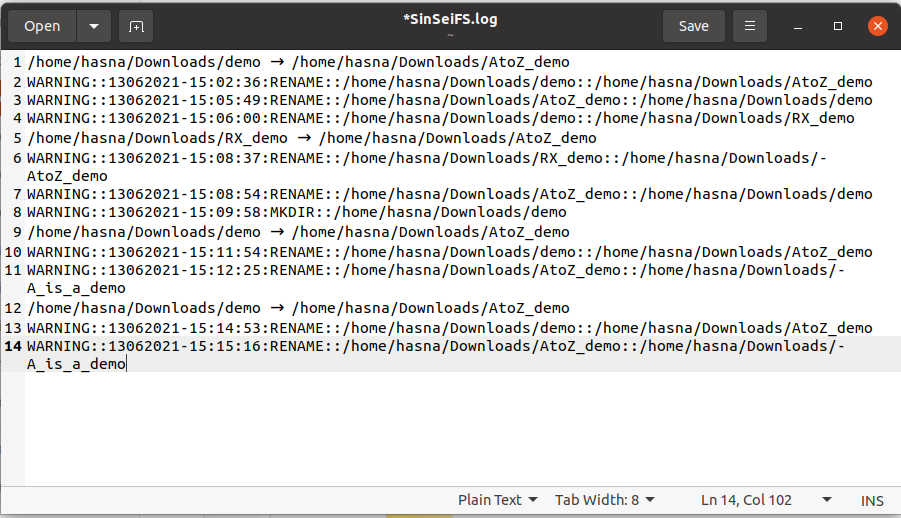 Open
*SinSeiFS.log
~
Save
1 /home/hasna/Downloads/demo → /home/hasna/Downloads/AtoZ_demo
2 WARNING::13062021-15:02:36:RENAME::/home/hasna/Downloads/demo::/home/hasna/Downloads/AtoZ_demo
3 WARNING::13062021-15:05:49:RENAME::/home/hasna/Downloads/AtoZ_demo::/home/hasna/Downloads/demo
4 WARNING::13062021-15:06:00:RENAME::/home/hasna/Downloads/demo::/home/hasna/Downloads/RX_demo
5 /home/hasna/Downloads/RX_demo → /home/hasna/Downloads/AtoZ_demo
6 WARNING::13062021-15:08:37:RENAME::/home/hasna/Downloads/RX_demo::/home/hasna/Downloads/-
AtoZ_demo
7 WARNING::13062021-15:08:54:RENAME::/home/hasna/Downloads/AtoZ_demo::/home/hasna/Downloads/demo
8 WARNING::13062021-15:09:58:MKDIR::/home/hasna/Downloads/demo
9 /home/hasna/Downloads/demo → /home/hasna/Downloads/AtoZ_demo
10 WARNING::13062021-15:11:54:RENAME::/home/hasna/Downloads/demo::/home/hasna/Downloads/AtoZ_demo
11 WARNING::13062021-15:12:25:RENAME::/home/hasna/Downloads/AtoZ_demo::/home/hasna/Downloads/-
A_is_a_demo
12 /home/hasna/Downloads/demo → /home/hasna/Downloads/AtoZ_demo
13 WARNING::13062021-15:14:53:RENAME::/home/hasna/Downloads/demo::/home/hasna/Downloads/AtoZ_demo
14 WARNING::13062021-15:15:16:RENAME::/home/hasna/Downloads/AtoZ_demo::/home/hasna/Downloads/-
A_is_a_demo
Plain Text Tab Width: 8 Ln 14, Col 102 INS